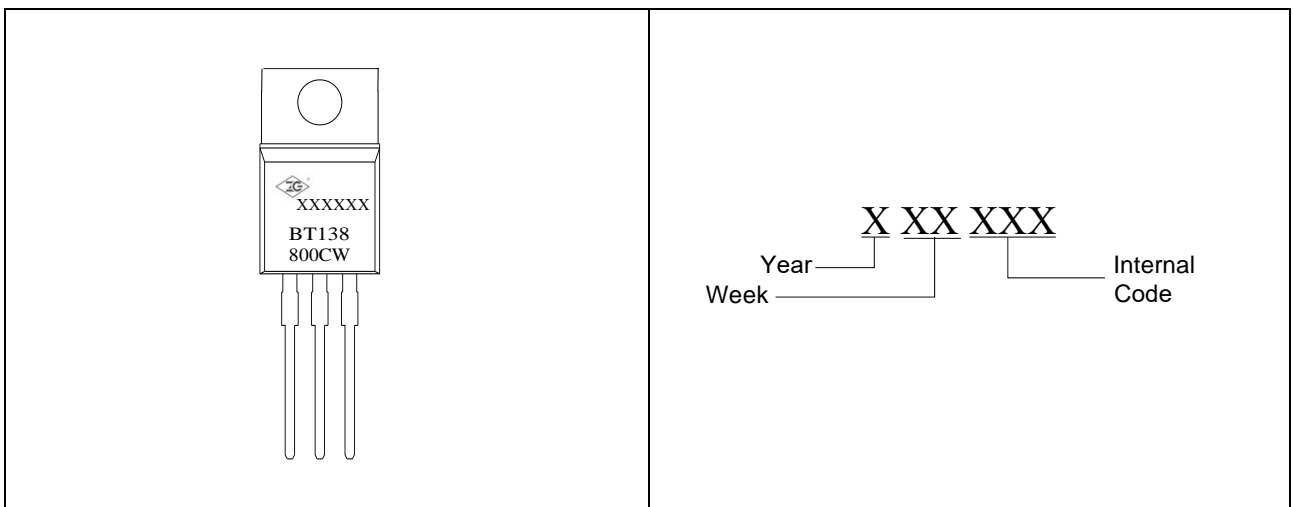 XXXXXX
BT138
800CW
X XX XXX
Year
Week
Internal
Code